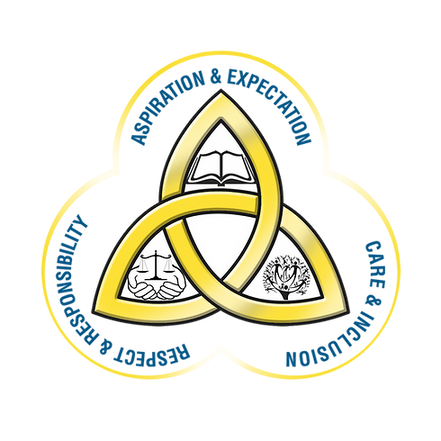 ASPIRATION & EXPECTATION
CARE & INCLUSION
RESPECT & RESPONSIBILITY